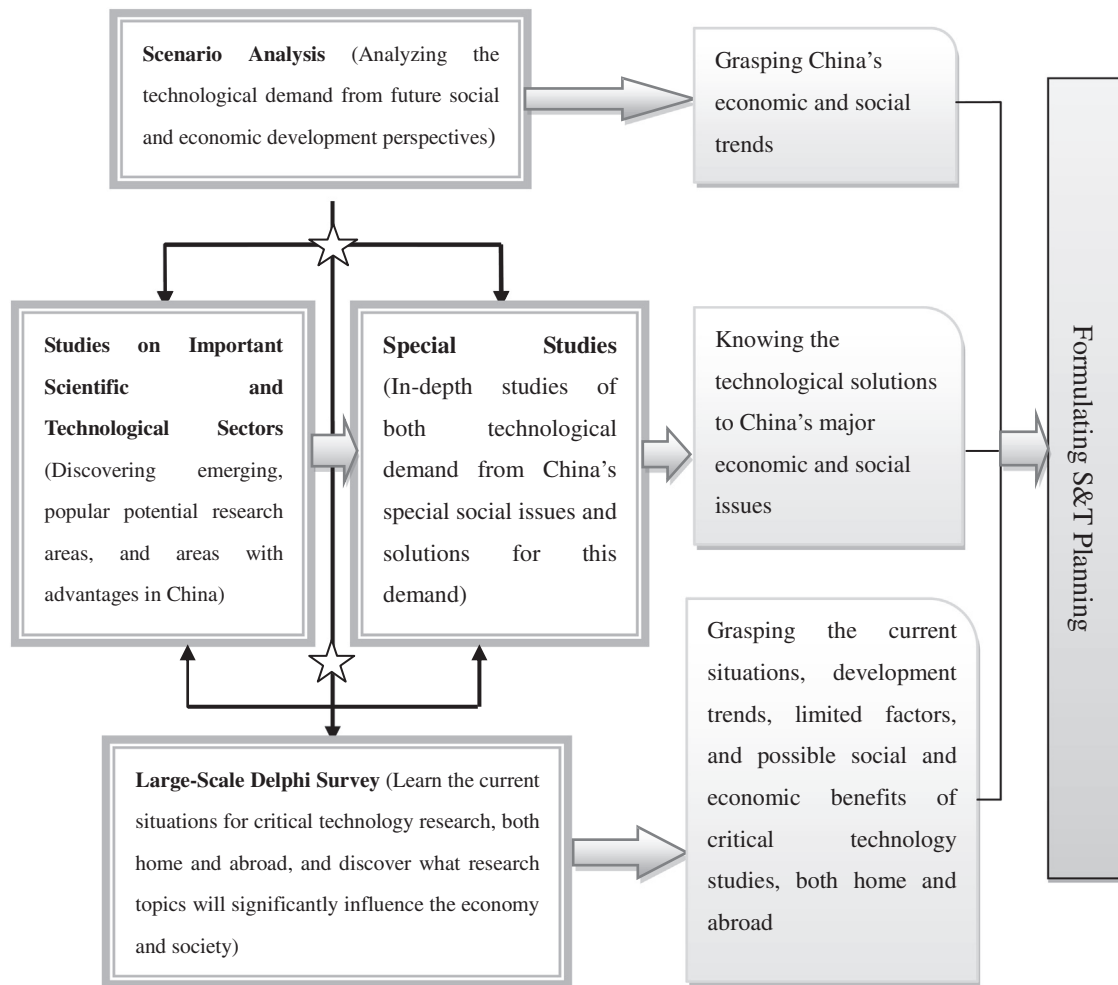 Scenario Analysis (Analyzing the
technological demand from future social
and economic development perspectives)
Grasping China's
economic and social
trends
Studies on Important
Scientific and
Technological Sectors
(Discovering emerging,
popular potential research
areas, and areas with
advantages in China)
Special Studies
(In-depth studies of
both technological
demand from China's
special social issues and
solutions for this
demand)
Knowing the
technological solutions
to China's major
economic and social
issues
Large-Scale Delphi Survey (Learn the current
situations for critical technology research, both
home and abroad, and discover what research
topics will significantly influence the economy
and society)
Grasping the current
situations, development
trends, limited factors,
and possible social and
economic benefits of
critical technology
studies, both home and
abroad
Formulating S&T Planning